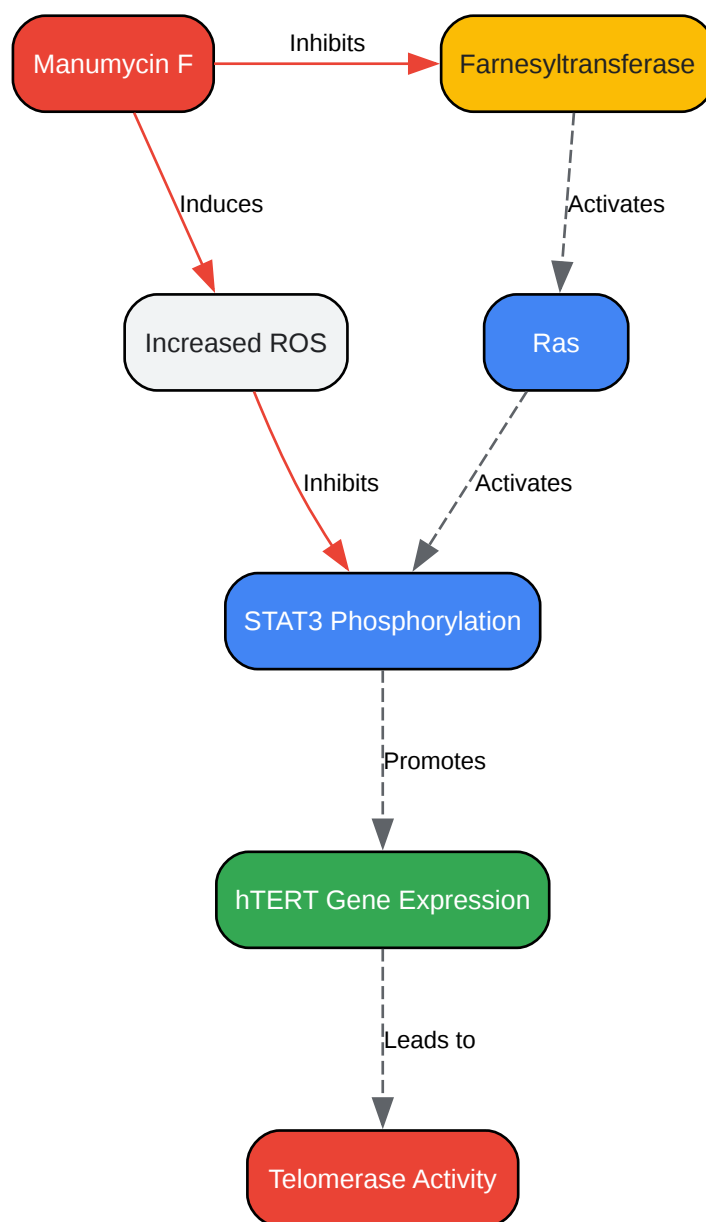 Manumycin F
Inhibits
Farnesyltransferase
Induces
Activates
Increased ROS
Ras
Inhibits
Activates
STAT3 Phosphorylation
Promotes
hTERT Gene Expression
Leads to
Telomerase Activity